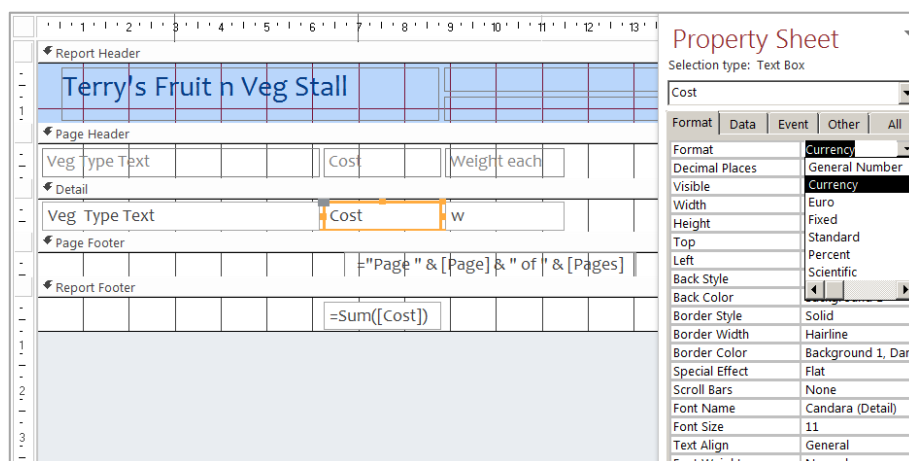 1 2 3 4 5 6 7 8 9 10 11 12 13
Report Header
Terry's Fruit n Veg Stall
1
Page Header
Veg Type Text Cost Weight each
Detail
Veg Type Text Cost w
Page Footer
="Page " & [Page] & " of " & [Pages]
Report Footer
=Sum([Cost])
1
2
3
Property Sheet
Selection type: Text Box
Cost
Format Data Event Other All
Format Currency
Decimal Places General Number
Visible Currency
Width Euro
Height Fixed
Top Standard
Left Percent
Back Style Scientific
Back Color
Border Style Solid
Border Width Hairline
Border Color Background 1, Dar
Special Effect Flat
Scroll Bars None
Font Name Candara (Detail)
Font Size 11
Text Align General